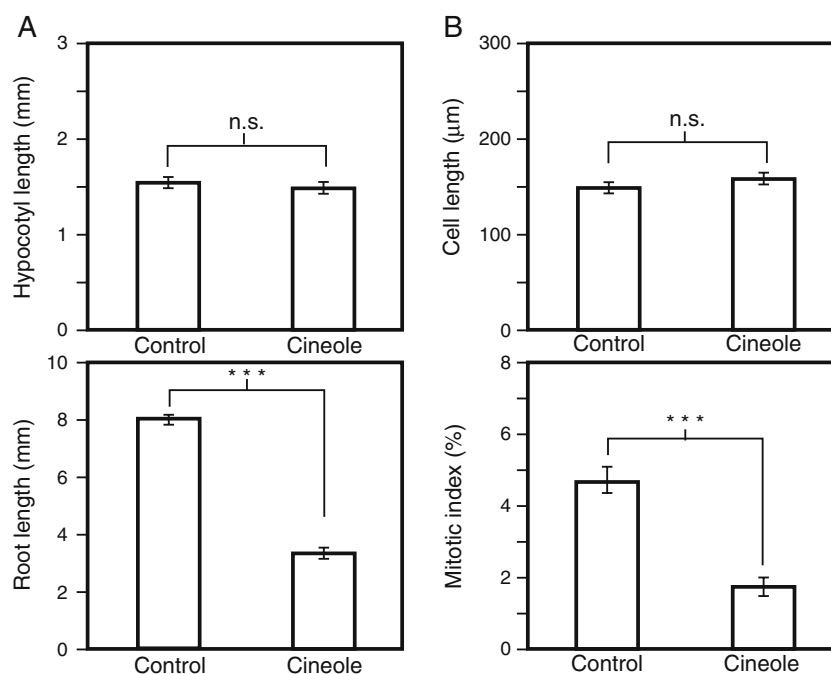 A
Hypocotyl length (mm)
3
2
1
0
n.s.
Control Cineole
Root length (mm)
10
8
6
4
2
0
* * *
Control Cineole
B
Cell length (μm)
300
200
100
0
n.s.
Control Cineole
Mitotic index (%)
8
6
4
2
0
* * *
Control Cineole